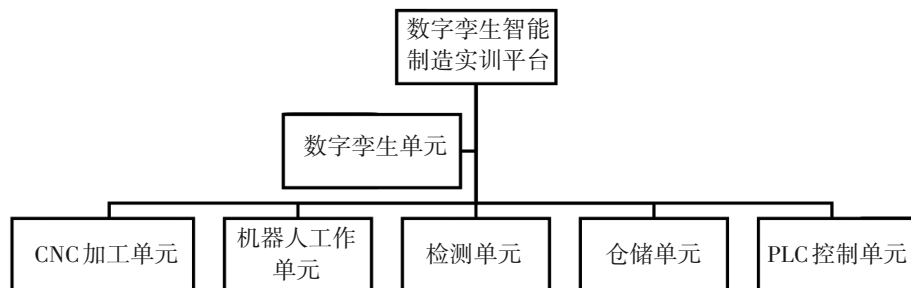 数字孪生智能
制造实训平台
数字孪生单元
CNC加工单元
机器人工作
单元
检测单元
仓储单元
PLC控制单元